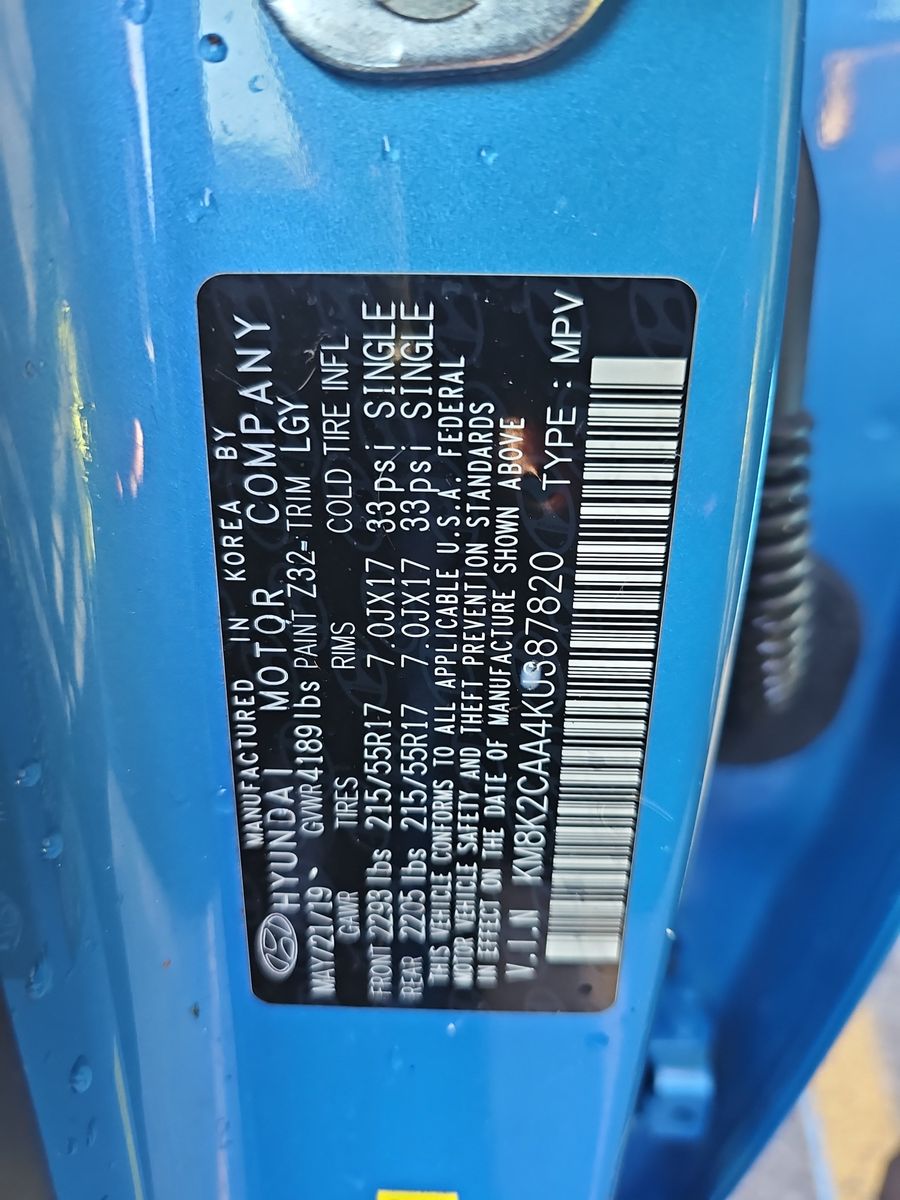 MANUFACTURED IN KOREA BY
HYUNDAI MOTOR COMPANY
MAY/21/19 GVWR4189lbs PAINT Z32- TRIM LGY
GAWR TIRES RIMS COLD TIRE INFL
FRONT 2293 lbs 215/55R17 7.0JX17 33psi SINGLE
REAR 2205 lbs 215/55R17 7.0JX17 33psi SINGLE
THIS VEHICLE CONFORMS TO ALL APPLICABLE U.S.A. FEDERAL
MOTOR VEHICLE SAFETY AND THEFT PREVENTION STANDARDS
IN EFFECT ON THE DATE OF MANUFACTURE SHOWN ABOVE
V.I.N KM8K2CAA4KU387820 TYPE : MPV